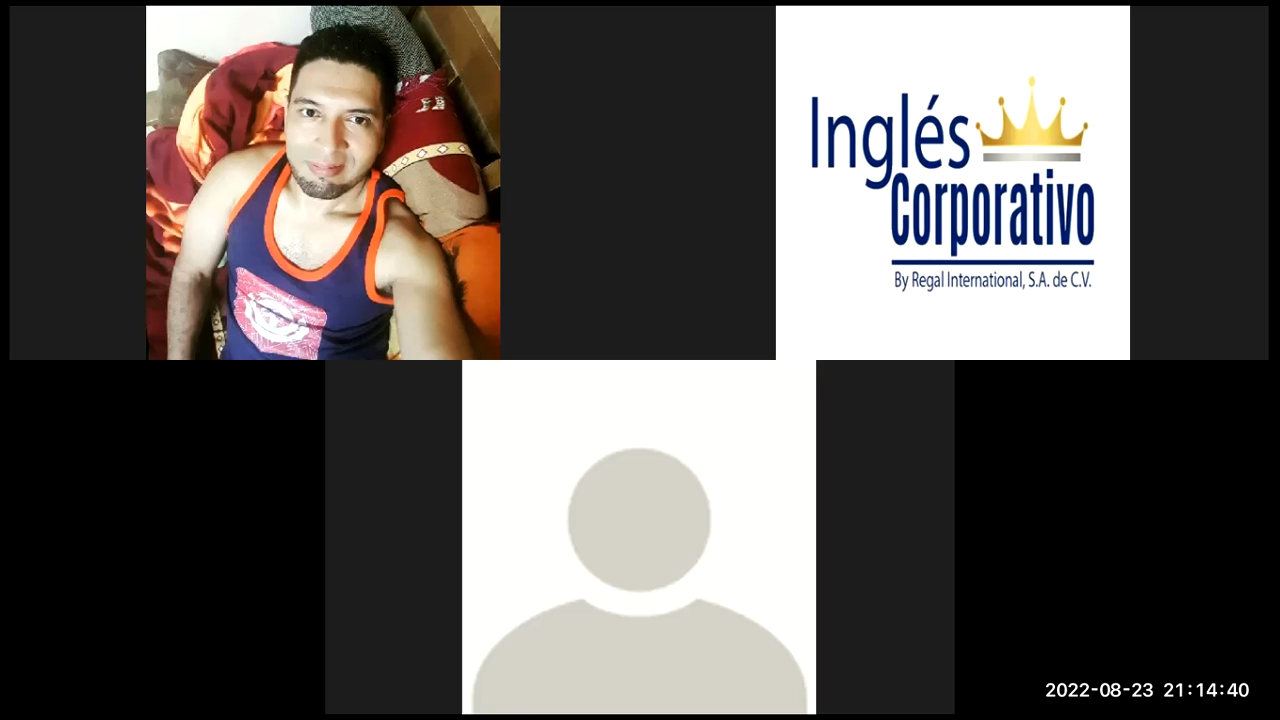 Inglés
Corporativo
By Regal International, S.A. de C.V.
2022-08-23 21:14:40